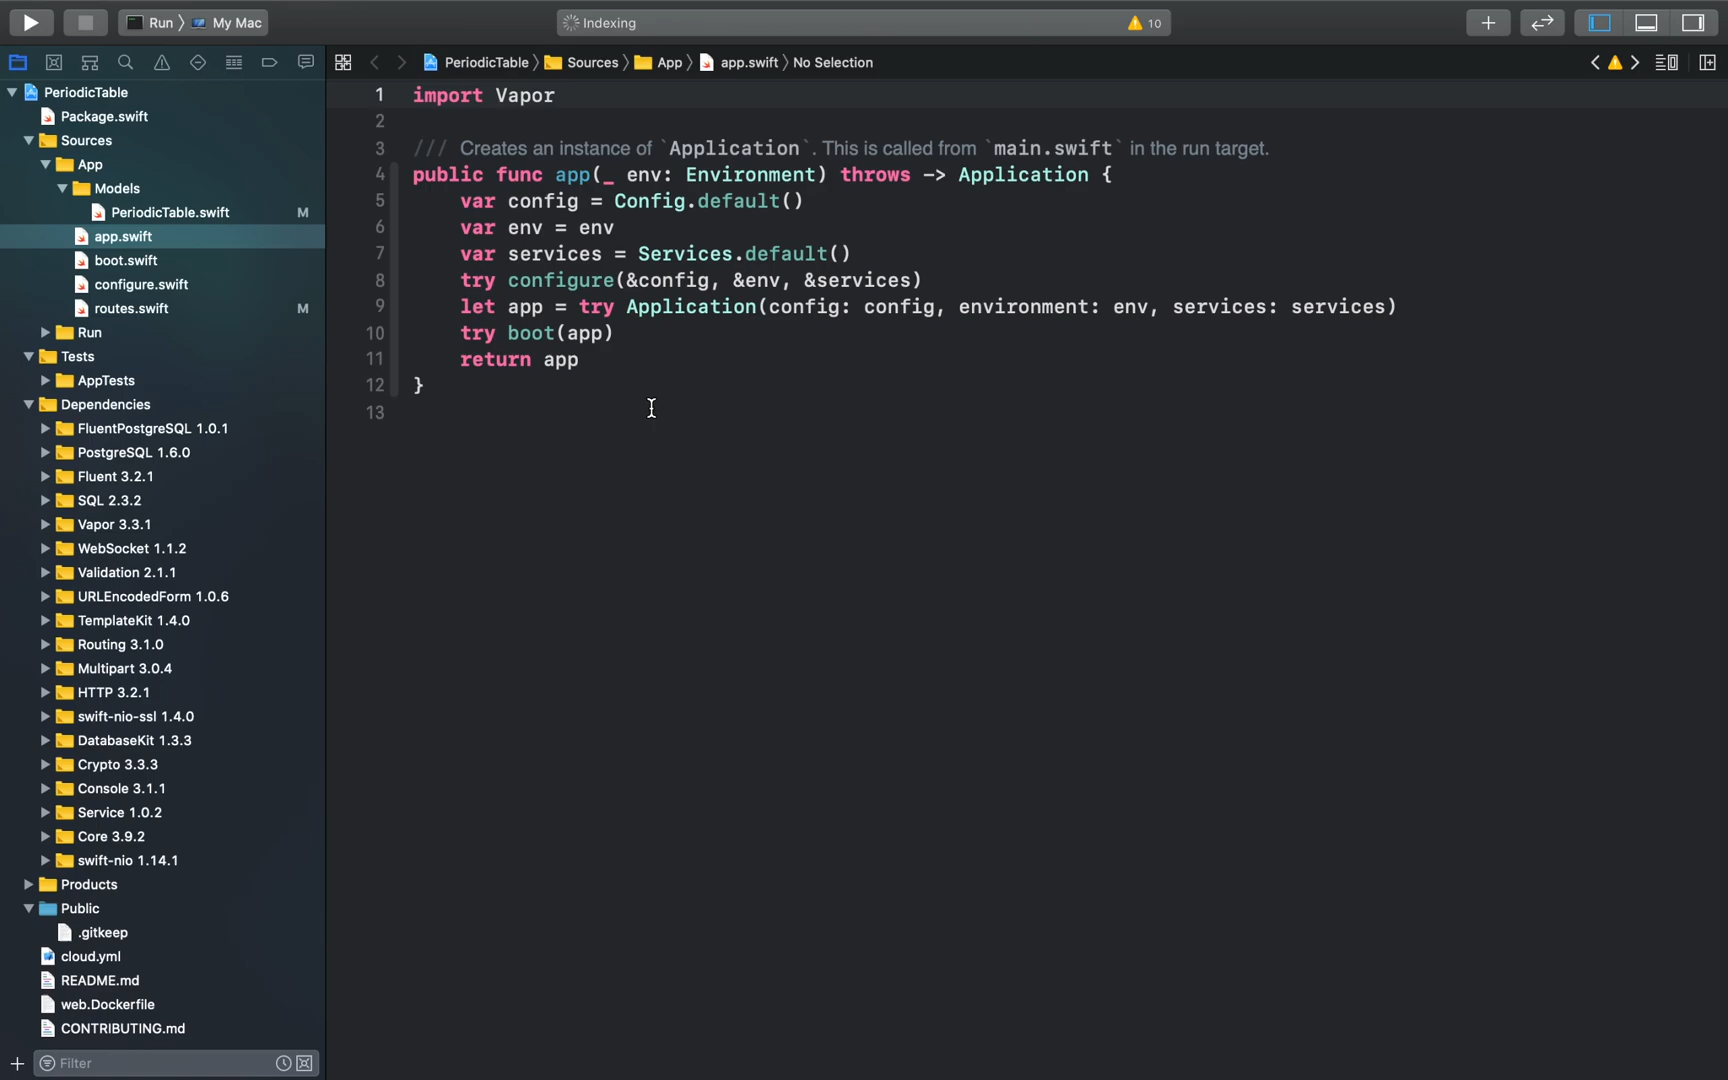 Run
My Mac
Indexing
10
PeriodicTable
Sources
App
app.swift
No Selection
PeriodicTable
Package.swift
Sources
App
Models
PeriodicTable.swift M
app.swift
boot.swift
configure.swift
routes.swift M
Run
Tests
AppTests
Dependencies
FluentPostgreSQL 1.0.1
PostgreSQL 1.6.0
Fluent 3.2.1
SQL 2.3.2
Vapor 3.3.1
WebSocket 1.1.2
Validation 2.1.1
URLEncodedForm 1.0.6
TemplateKit 1.4.0
Routing 3.1.0
Multipart 3.0.4
HTTP 3.2.1
swift-nio-ssl 1.4.0
DatabaseKit 1.3.3
Crypto 3.3.3
Console 3.1.1
Service 1.0.2
Core 3.9.2
swift-nio 1.14.1
Products
Public
.gitkeep
cloud.yml
README.md
web.Dockerfile
CONTRIBUTING.md
Filter
1 import Vapor
2
3 /// Creates an instance of `Application`. This is called from `main.swift` in the run target.
4 public func app(_ env: Environment) throws -> Application {
5 var config = Config.default()
6 var env = env
7 var services = Services.default()
8 try configure(&config, &env, &services)
9 let app = try Application(config: config, environment: env, services: services)
10 try boot(app)
11 return app
12 }
13